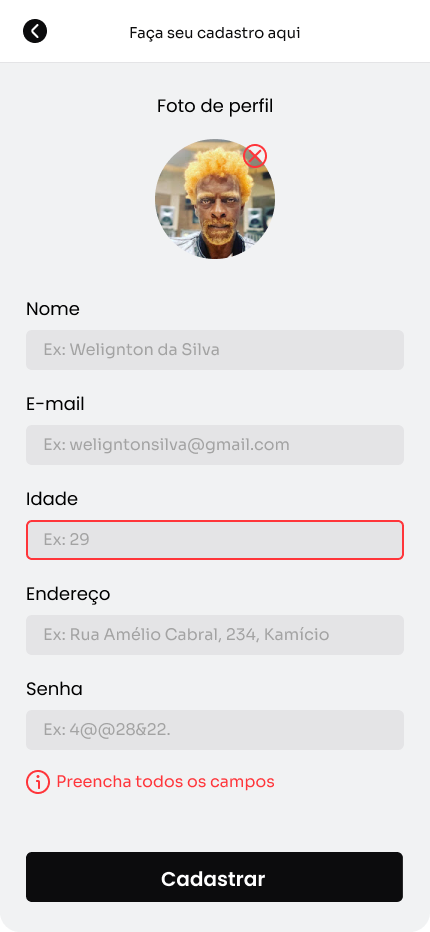 Faça seu cadastro aqui
Foto de perfil
Nome
Ex: Welignton da Silva
E-mail
Ex: weligntonsilva@gmail.com
Idade
Ex: 29
Endereço
Ex: Rua Amélio Cabral, 234, Kamício
Senha
Ex: 4@@28&22.
Preencha todos os campos
Cadastrar